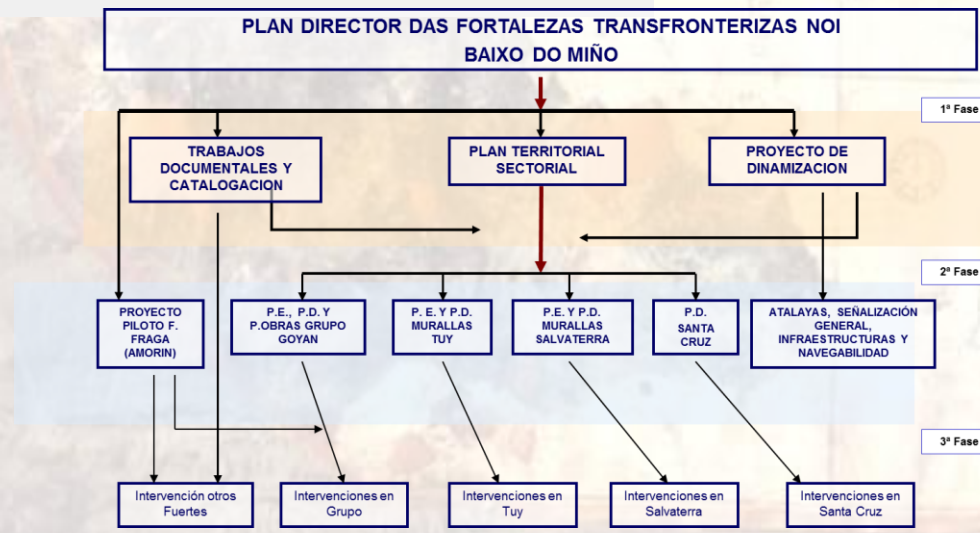 PLAN DIRECTOR DAS FORTALEZAS TRANSFRONTERIZAS NOI
BAIXO DO MIÑO
1ª Fase
TRABAJOS
DOCUMENTALES Y
CATALOGACION
PLAN TERRITORIAL
SECTORIAL
PROYECTO DE
DINAMIZACION
2ª Fase
PROYECTO
PILOTO F.
FRAGA
(AMORIN)
P.E., P.D. Y
P.OBRAS GRUPO
GOYAN
P. E. Y P.D.
MURALLAS
TUY
P.E. Y P.D.
MURALLAS
SALVATERRA
P.D.
SANTA
CRUZ
ATALAYAS, SEÑALIZACIÓN
GENERAL,
INFRAESTRUCTURAS Y
NAVEGABILIDAD
3ª Fase
Intervención otros
Fuertes
Intervenciones en
Grupo
Intervenciones en
Tuy
Intervenciones en
Salvaterra
Intervenciones en
Santa Cruz